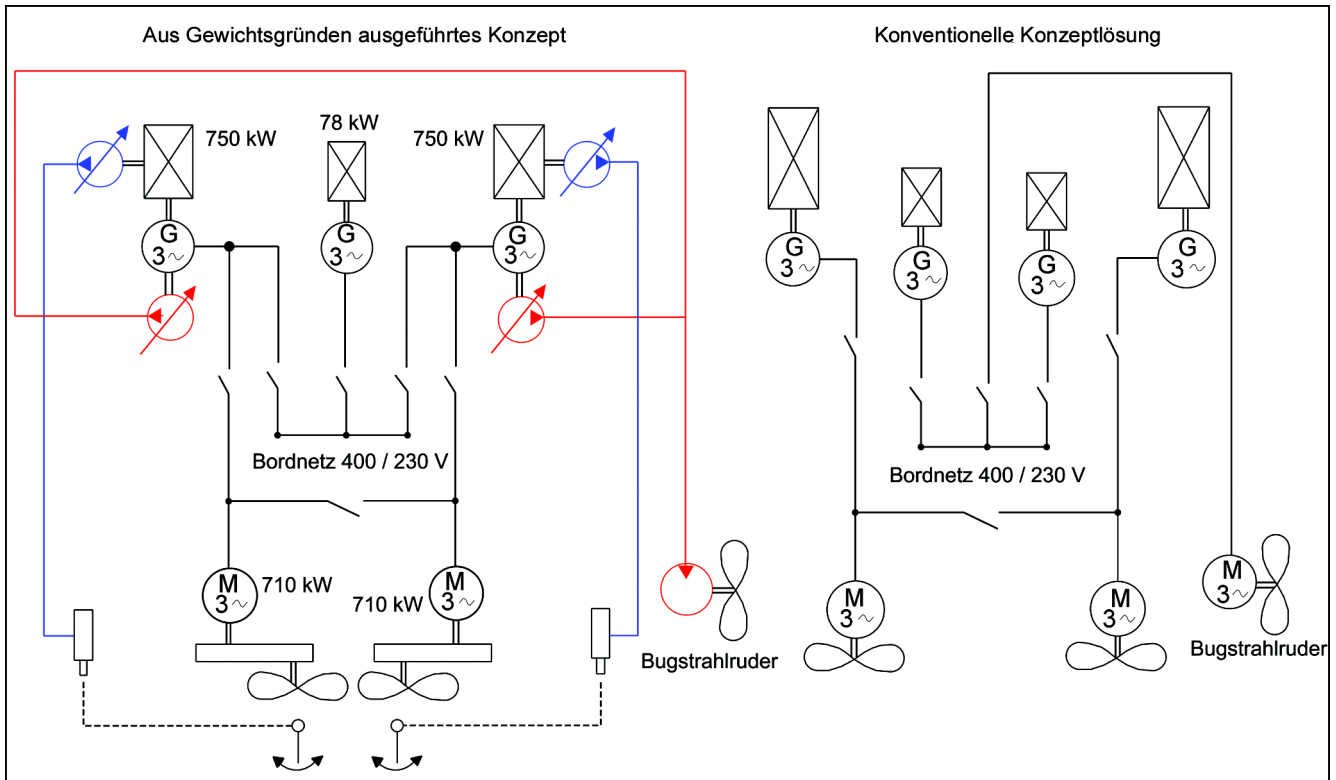 Aus Gewichtsgründen ausgeführtes Konzept
Konventionelle Konzeptlösung
750 kW
78 kW
750 kW
G
3~
G
3~
G
3~
G
3~
G
3~
G
3~
G
3~
Bordnetz 400 / 230 V
Bordnetz 400 / 230 V
M
3~
710 kW
M
3~
710 kW
M
3~
M
3~
M
3~
Bugstrahlruder
Bugstrahlruder